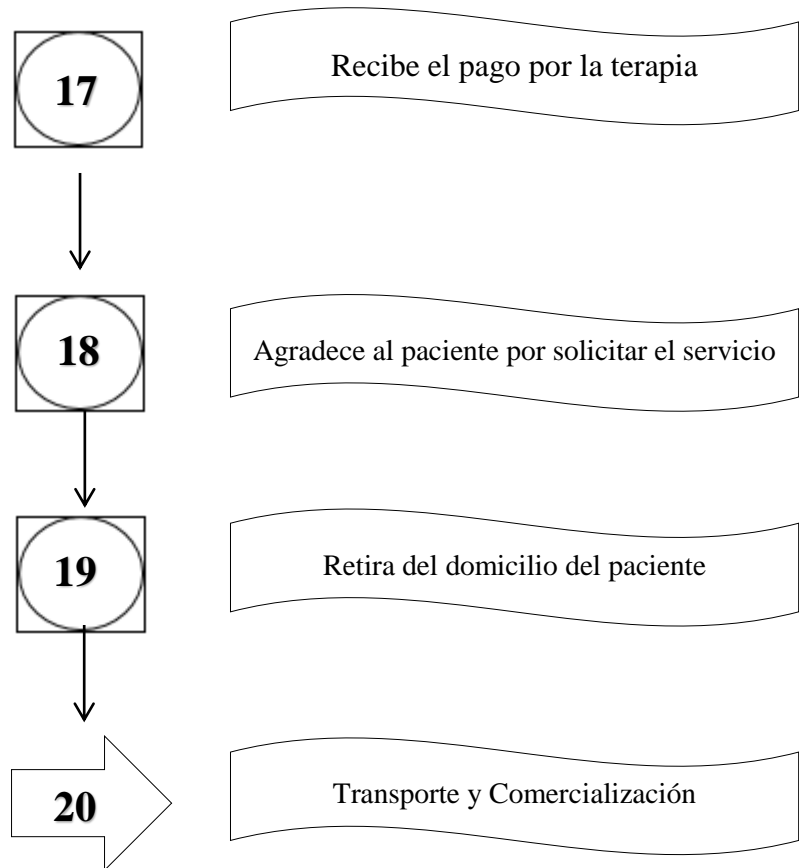 17
Recibe el pago por la terapia
18
Agradece al paciente por solicitar el servicio
19
Retira del domicilio del paciente
20
Transporte y Comercialización